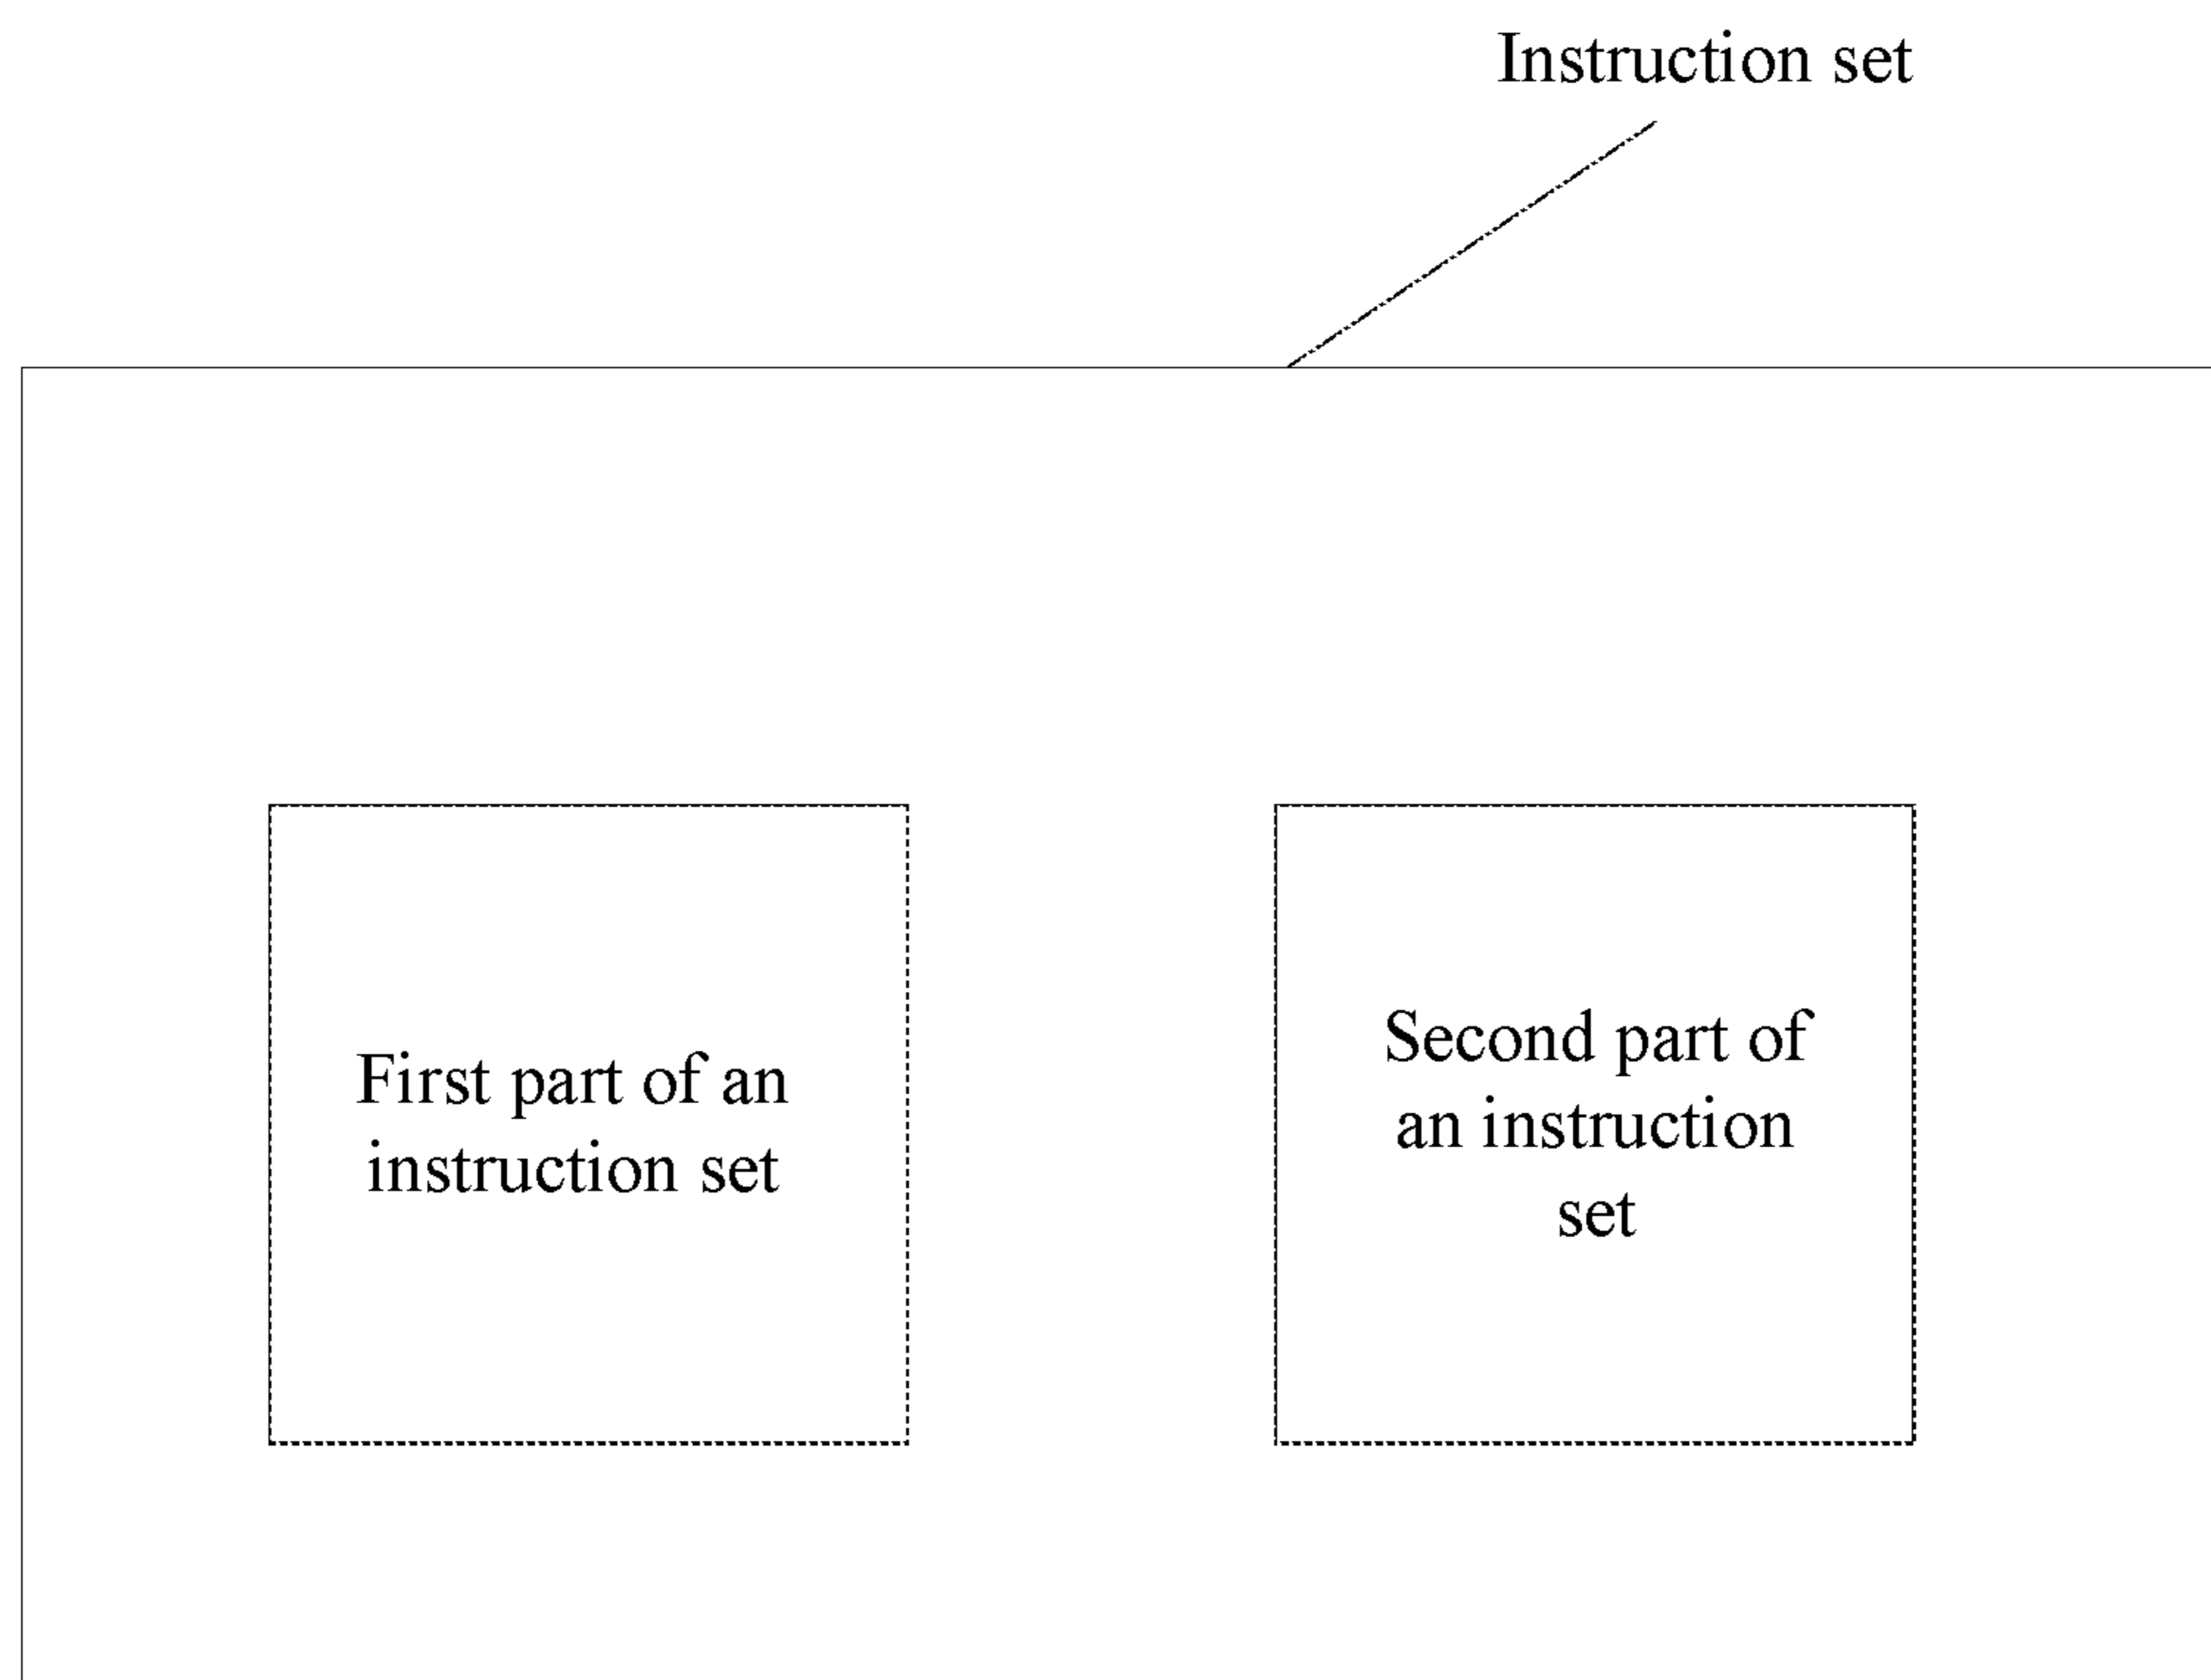 Instruction set
First part of an
instruction set
Second part of
an instruction
set